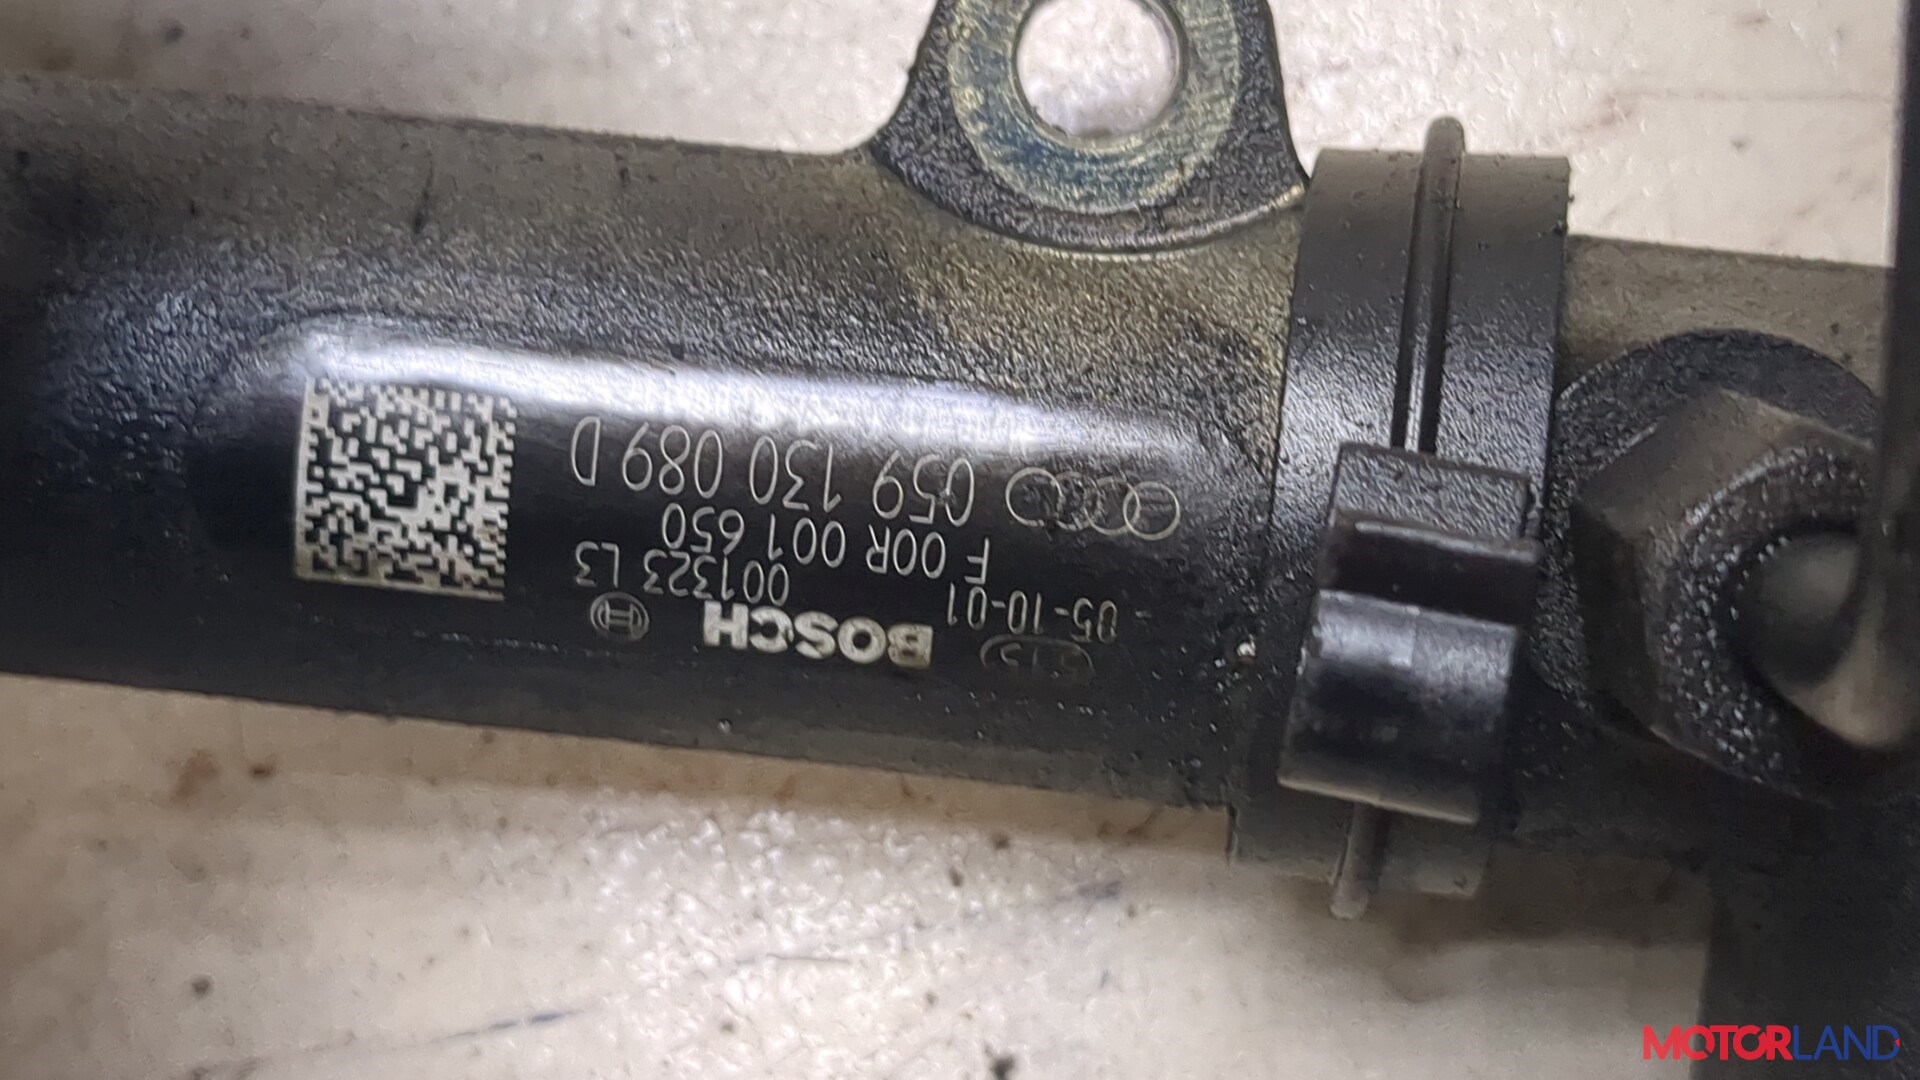 BOSCH
05-10-01 001323 L3
F 00R 001 650
059 130 089 D
MOTORLAND